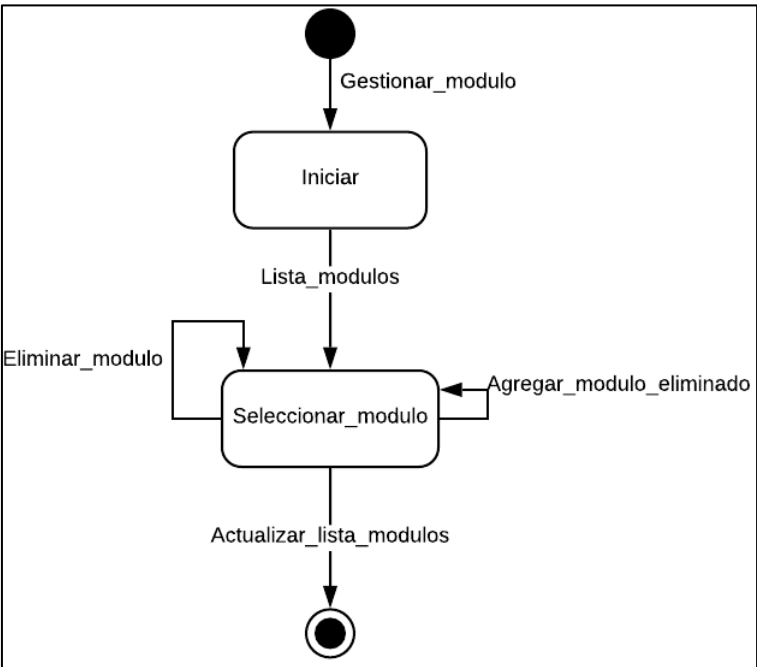 Gestionar_modulo
Iniciar
Lista_modulos
Eliminar_modulo
Agregar_modulo_eliminado
Seleccionar_modulo
Actualizar_lista_modulos